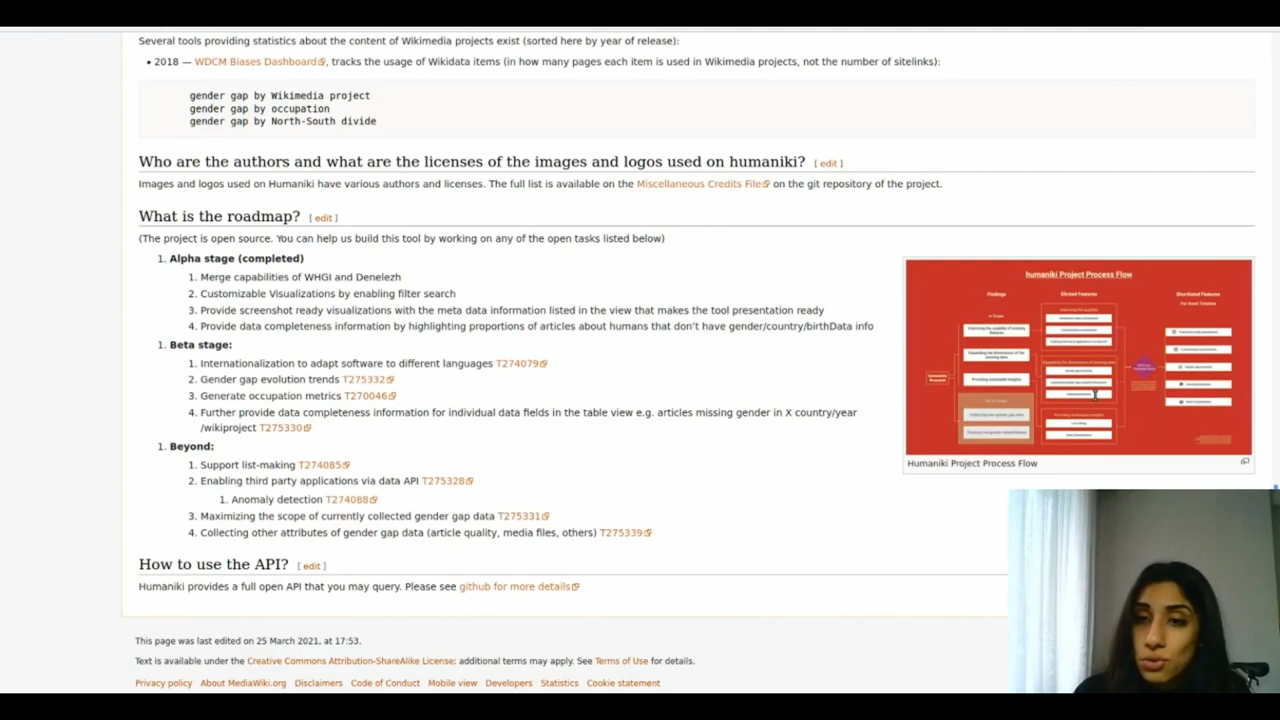 Several tools providing statistics about the content of Wikimedia projects exist (sorted here by year of release):
• 2018 — WDCM Biases Dashboard, tracks the usage of Wikidata items (in how many pages each item is used in Wikimedia projects, not the number of sitelinks):
gender gap by Wikimedia project
gender gap by occupation
gender gap by North-South divide
Who are the authors and what are the licenses of the images and logos used on humaniki? [ edit ]
Images and logos used on Humaniki have various authors and licenses. The full list is available on the Miscellaneous Credits File on the git repository of the project.
What is the roadmap? [ edit ]
(The project is open source. You can help us build this tool by working on any of the open tasks listed below)
1. Alpha stage (completed)
1. Merge capabilities of WHGI and Denelezh
2. Customizable Visualizations by enabling filter search
3. Provide screenshot ready visualizations with the meta data information listed in the view that makes the tool presentation ready
4. Provide data completeness information by highlighting proportions of articles about humans that don't have gender/country/birthData info
1. Beta stage:
1. Internationalization to adapt software to different languages T274079
2. Gender gap evolution trends T275332
3. Generate occupation metrics T270046
4. Further provide data completeness information for individual data fields in the table view e.g. articles missing gender in X country/year
/wikiproject T275330
1. Beyond:
1. Support list-making T274085
2. Enabling third party applications via data API T275328
1. Anomaly detection T274088
3. Maximizing the scope of currently collected gender gap data T275331
4. Collecting other attributes of gender gap data (article quality, media files, others) T275339
humaniki Project Process Flow
Findings
Elicited Features
Shortlisted Features
Humaniki Project Process Flow
How to use the API? [ edit ]
Humaniki provides a full open API that you may query. Please see github for more details
This page was last edited on 25 March 2021, at 17:53.
Text is available under the Creative Commons Attribution-ShareAlike License; additional terms may apply. See Terms of Use for details.
Privacy policy About MediaWiki.org Disclaimers Code of Conduct Mobile view Developers Statistics Cookie statement